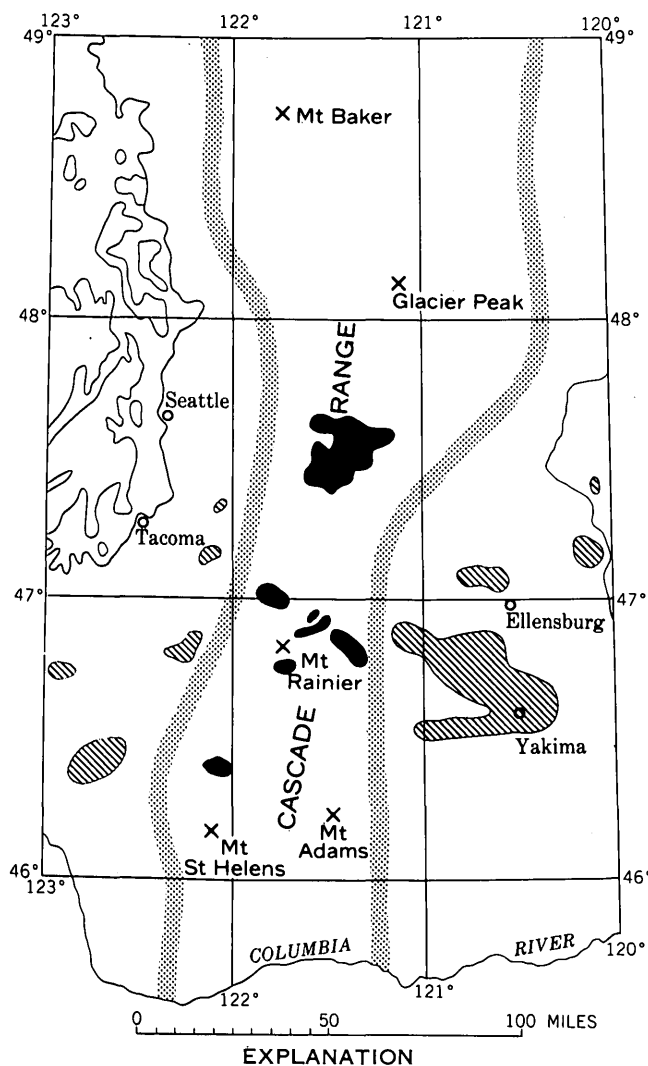 123° 122° 121° 120°
49°
Mt Baker
Glacier Peak
48° 48°
RANGE
Seattle
Tacoma
47° 47°
Ellensburg
Mt
Rainier
Yakima
CASCADE
Mt
Adams
Mt
St Helens
46° 46°
123°
COLUMBIA RIVER
120°
122° 121°
0 50 100 MILES
EXPLANATION